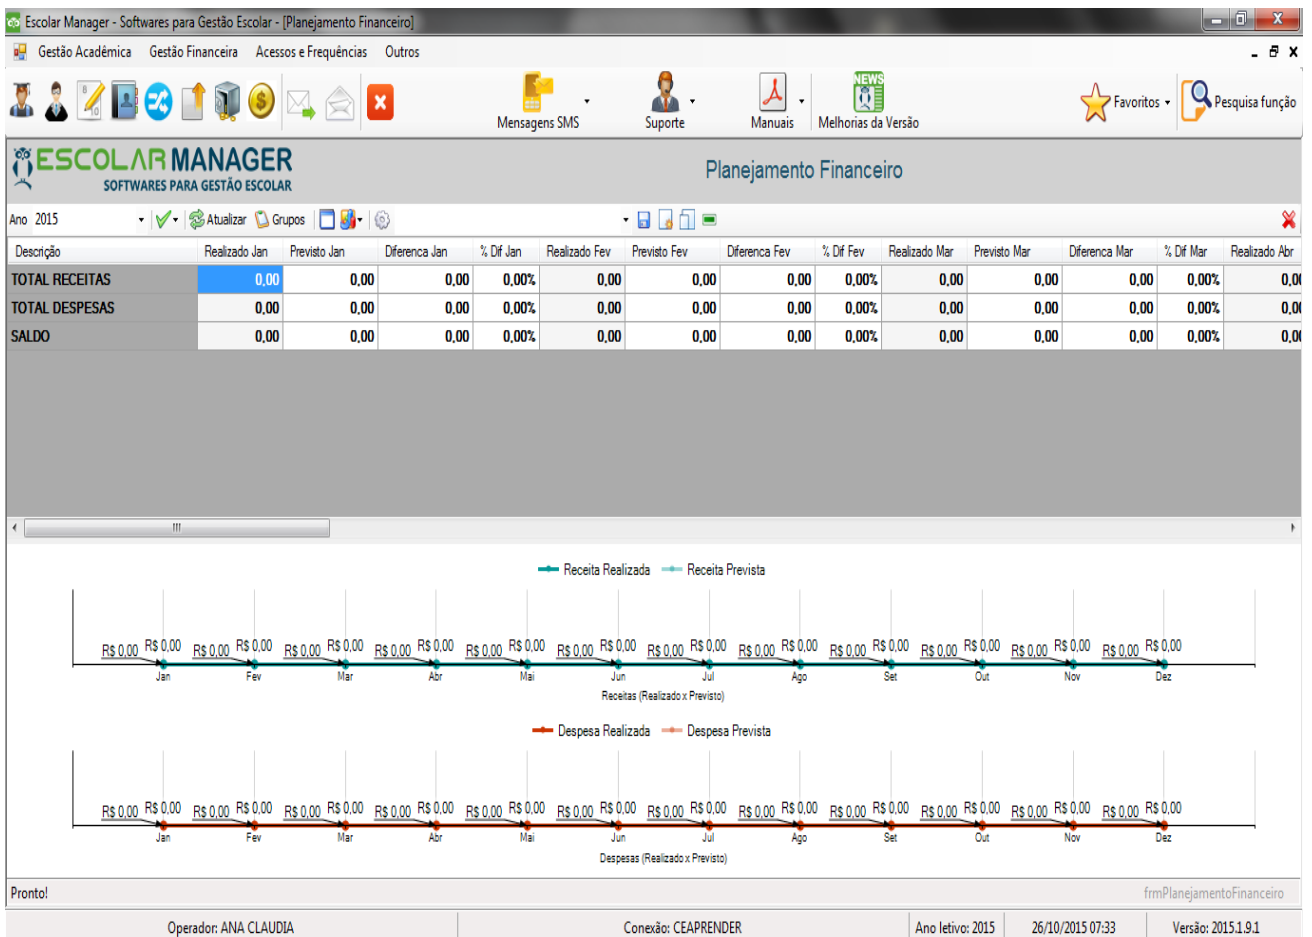 Escolar Manager - Softwares para Gestão Escolar - [Planejamento Financeiro]
Gestão Acadêmica Gestão Financeira Acessos e Frequências Outros
Mensagens SMS Suporte Manuais NEWS Melhorias da Versão Favoritos Pesquisa função
ESCOLAR MANAGER
SOFTWARES PARA GESTÃO ESCOLAR
Planejamento Financeiro
Ano 2015 Atualizar Grupos
Descrição Realizado Jan Previsto Jan Diferenca Jan % Dif Jan Realizado Fev Previsto Fev Diferenca Fev % Dif Fev Realizado Mar Previsto Mar Diferenca Mar % Dif Mar Realizado Abr
TOTAL RECEITAS 0,00 0,00 0,00 0,00% 0,00 0,00 0,00 0,00% 0,00 0,00 0,00 0,00% 0,00
TOTAL DESPESAS 0,00 0,00 0,00 0,00% 0,00 0,00 0,00 0,00% 0,00 0,00 0,00 0,00% 0,00
SALDO 0,00 0,00 0,00 0,00% 0,00 0,00 0,00 0,00% 0,00 0,00 0,00 0,00% 0,00
Receita Realizada Receita Prevista
R$ 0,00 R$ 0,00 R$ 0,00 R$ 0,00 R$ 0,00 R$ 0,00 R$ 0,00 R$ 0,00 R$ 0,00 R$ 0,00 R$ 0,00 R$ 0,00 R$ 0,00 R$ 0,00 R$ 0,00 R$ 0,00 R$ 0,00 R$ 0,00 R$ 0,00 R$ 0,00 R$ 0,00 R$ 0,00 R$ 0,00 R$ 0,00
Jan Fev Mar Abr Mai Jun Jul Ago Set Out Nov Dez
Receitas (Realizado x Previsto)
Despesa Realizada Despesa Prevista
R$ 0,00 R$ 0,00 R$ 0,00 R$ 0,00 R$ 0,00 R$ 0,00 R$ 0,00 R$ 0,00 R$ 0,00 R$ 0,00 R$ 0,00 R$ 0,00 R$ 0,00 R$ 0,00 R$ 0,00 R$ 0,00 R$ 0,00 R$ 0,00 R$ 0,00 R$ 0,00 R$ 0,00 R$ 0,00 R$ 0,00 R$ 0,00
Jan Fev Mar Abr Mai Jun Jul Ago Set Out Nov Dez
Despesas (Realizado x Previsto)
Pronto! frmPlanejamentoFinanceiro
Operador: ANA CLAUDIA Conexão: CEAPRENDER Ano letivo: 2015 26/10/2015 07:33 Versão: 2015.1.9.1